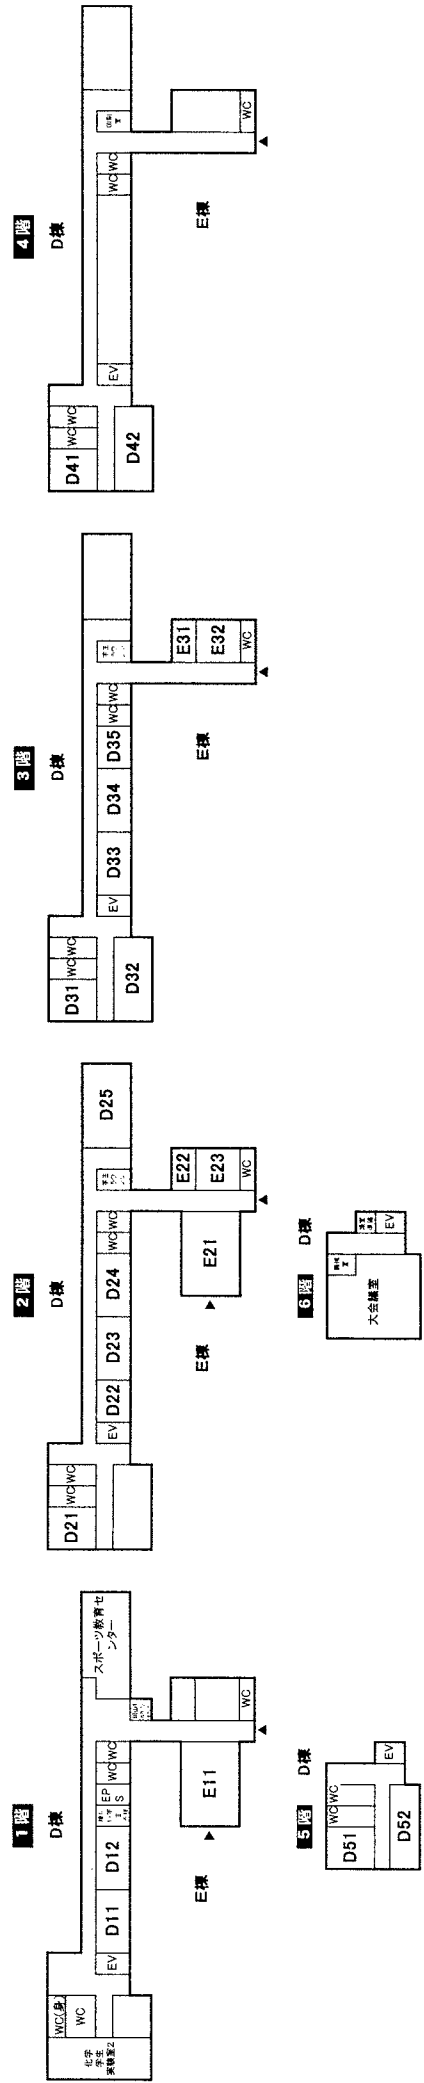 1階
D棟
化学
学生
実験室2
WC(身)
WC
EV
D11
D12
EP
S
WC
WC
スポーツ教育セ
ンター
E11
WC
E棟
2階
D棟
D21
WC
WC
EV
D22
D23
D24
WC
WC
D25
E21
E22
E23
WC
E棟
3階
D棟
D31
WC
WC
D32
EV
D33
D34
D35
WC
WC
E31
E32
WC
E棟
4階
D棟
D41
WC
WC
D42
EV
WC
WC
WC
E棟
5階
D棟
D51
WC
WC
D52
EV
6階
D棟
大会議室
EV